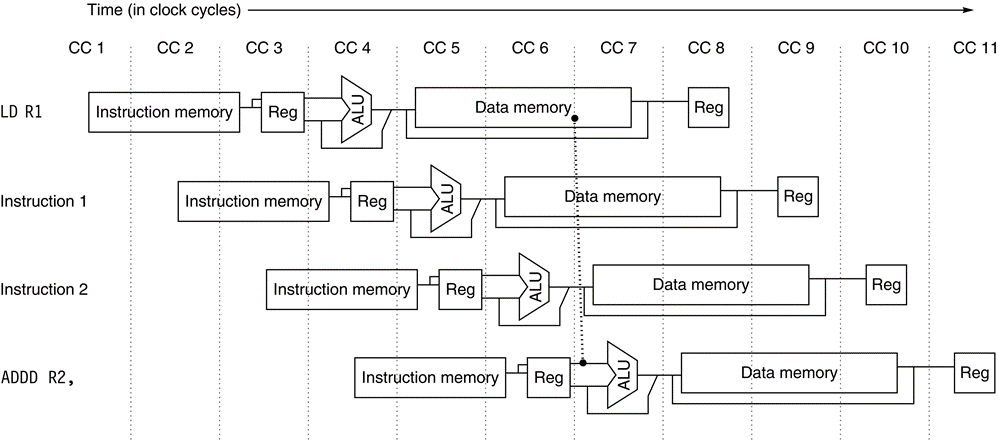 Time (in clock cycles)
CC 1 CC 2 CC 3 CC 4 CC 5 CC 6 CC 7 CC 8 CC 9 CC 10 CC 11
LD R1 Instruction memory Reg ALU Data memory Reg
Instruction 1 Instruction memory Reg ALU Data memory Reg
Instruction 2 Instruction memory Reg ALU Data memory Reg
ADDD R2, Instruction memory Reg ALU Data memory Reg